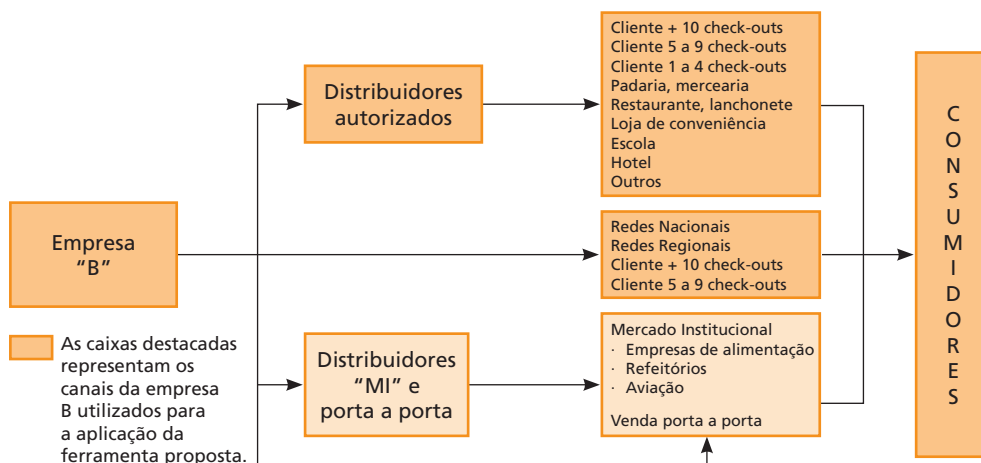 Empresa
“B”
As caixas destacadas
representam os
canais da empresa
B utilizados para
a aplicação da
ferramenta proposta.
Distribuidores
autorizados
Cliente + 10 check-outs
Cliente 5 a 9 check-outs
Cliente 1 a 4 check-outs
Padaria, mercearia
Restaurante, lanchonete
Loja de conveniência
Escola
Hotel
Outros
Redes Nacionais
Redes Regionais
Cliente + 10 check-outs
Cliente 5 a 9 check-outs
Distribuidores
“MI” e
porta a porta
Mercado Institucional
· Empresas de alimentação
· Refeitórios
· Aviação
Venda porta a porta
CONSUMIDORES